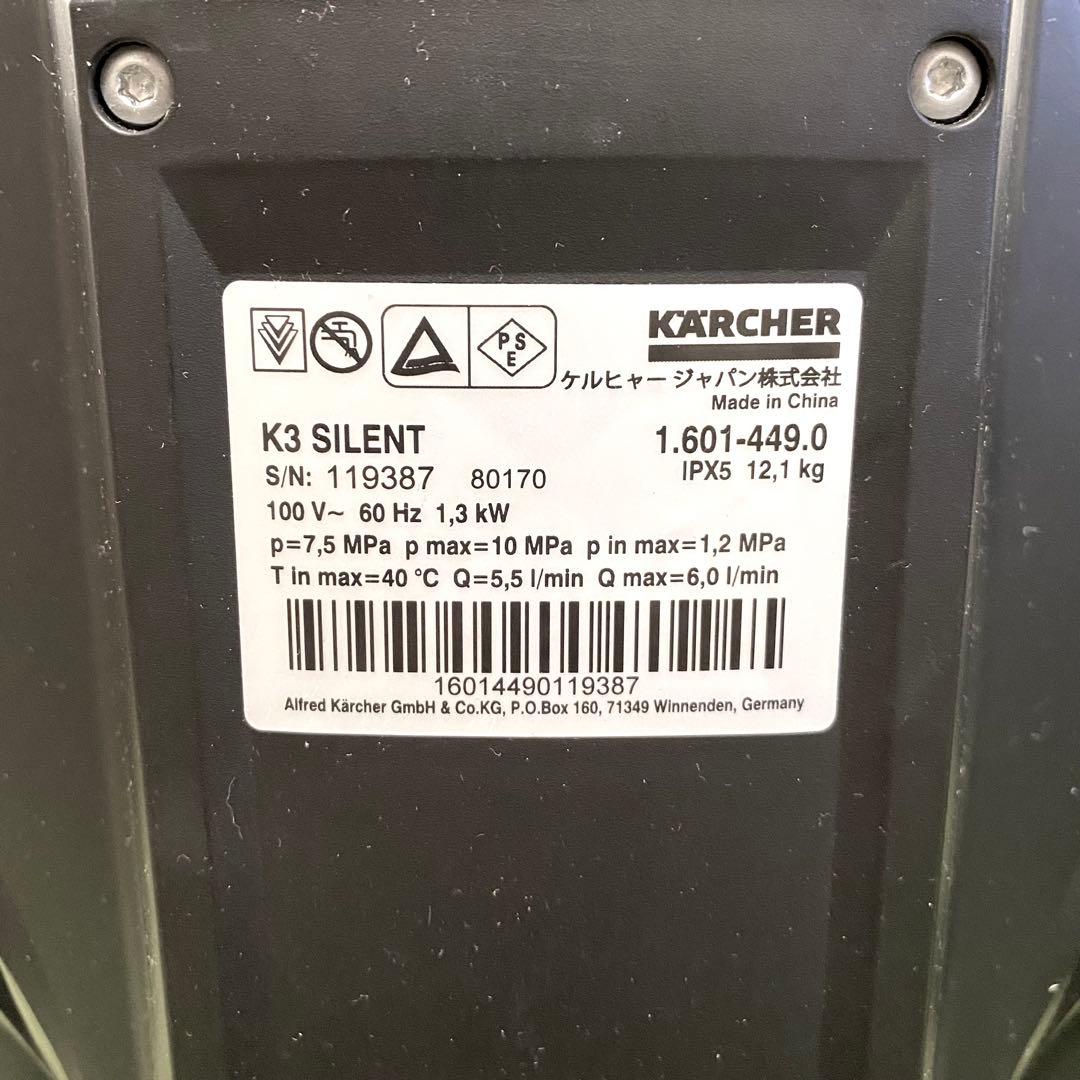 PSE
KÄRCHER
ケルヒャー ジャパン株式会社
Made in China
K3 SILENT 1.601-449.0
S/N: 119387 80170 IPX5 12,1 kg
100 V~ 60 Hz 1,3 kW
p=7,5 MPa p max=10 MPa p in max=1,2 MPa
T in max=40 °C Q=5,5 l/min Q max=6,0 l/min
16014490119387
Alfred Kärcher GmbH & Co.KG, P.O.Box 160, 71349 Winnenden, Germany